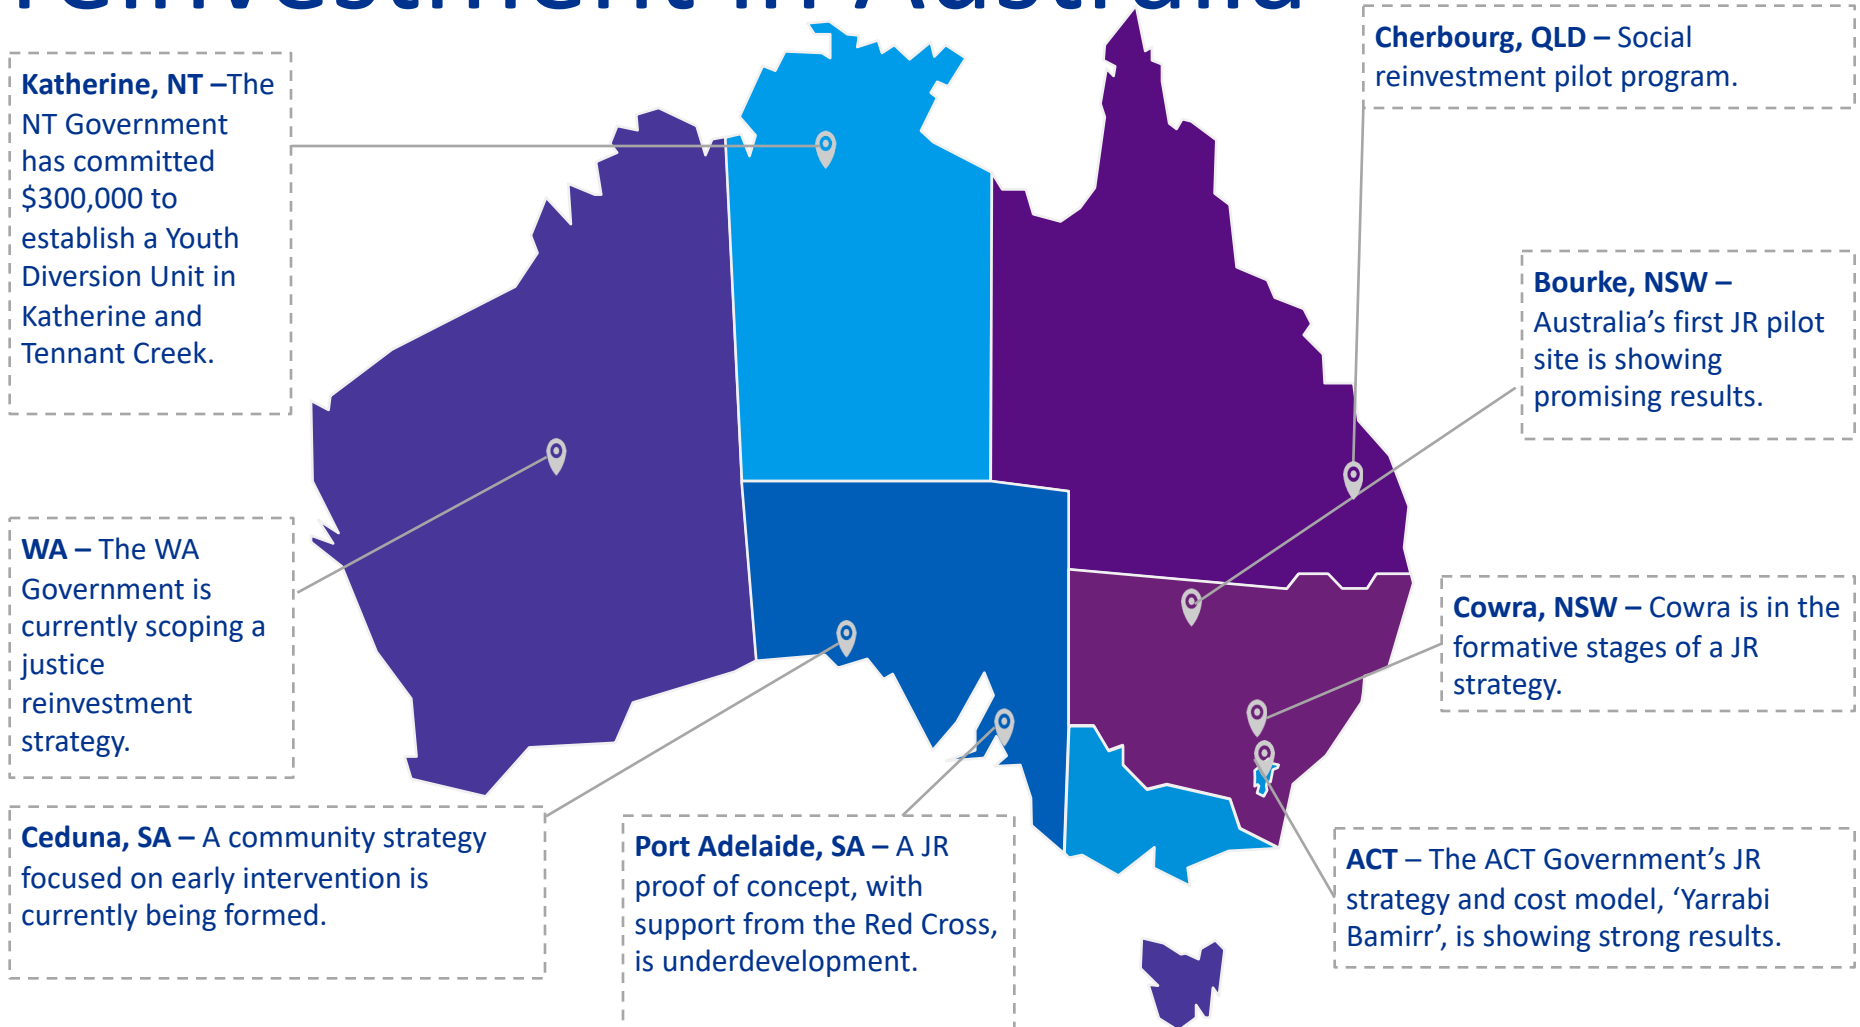 reinvestment in Australia
Katherine, NT –The
NT Government
has committed
$300,000 to
establish a Youth
Diversion Unit in
Katherine and
Tennant Creek.
WA – The WA
Government is
currently scoping a
justice
reinvestment
strategy.
Ceduna, SA – A community strategy
focused on early intervention is
currently being formed.
Port Adelaide, SA – A JR
proof of concept, with
support from the Red Cross,
is underdevelopment.
Cherbourg, QLD – Social
reinvestment pilot program.
Bourke, NSW –
Australia’s first JR pilot
site is showing
promising results.
Cowra, NSW – Cowra is in the
formative stages of a JR
strategy.
ACT – The ACT Government’s JR
strategy and cost model, ‘Yarrabi
Bamirr’, is showing strong results.